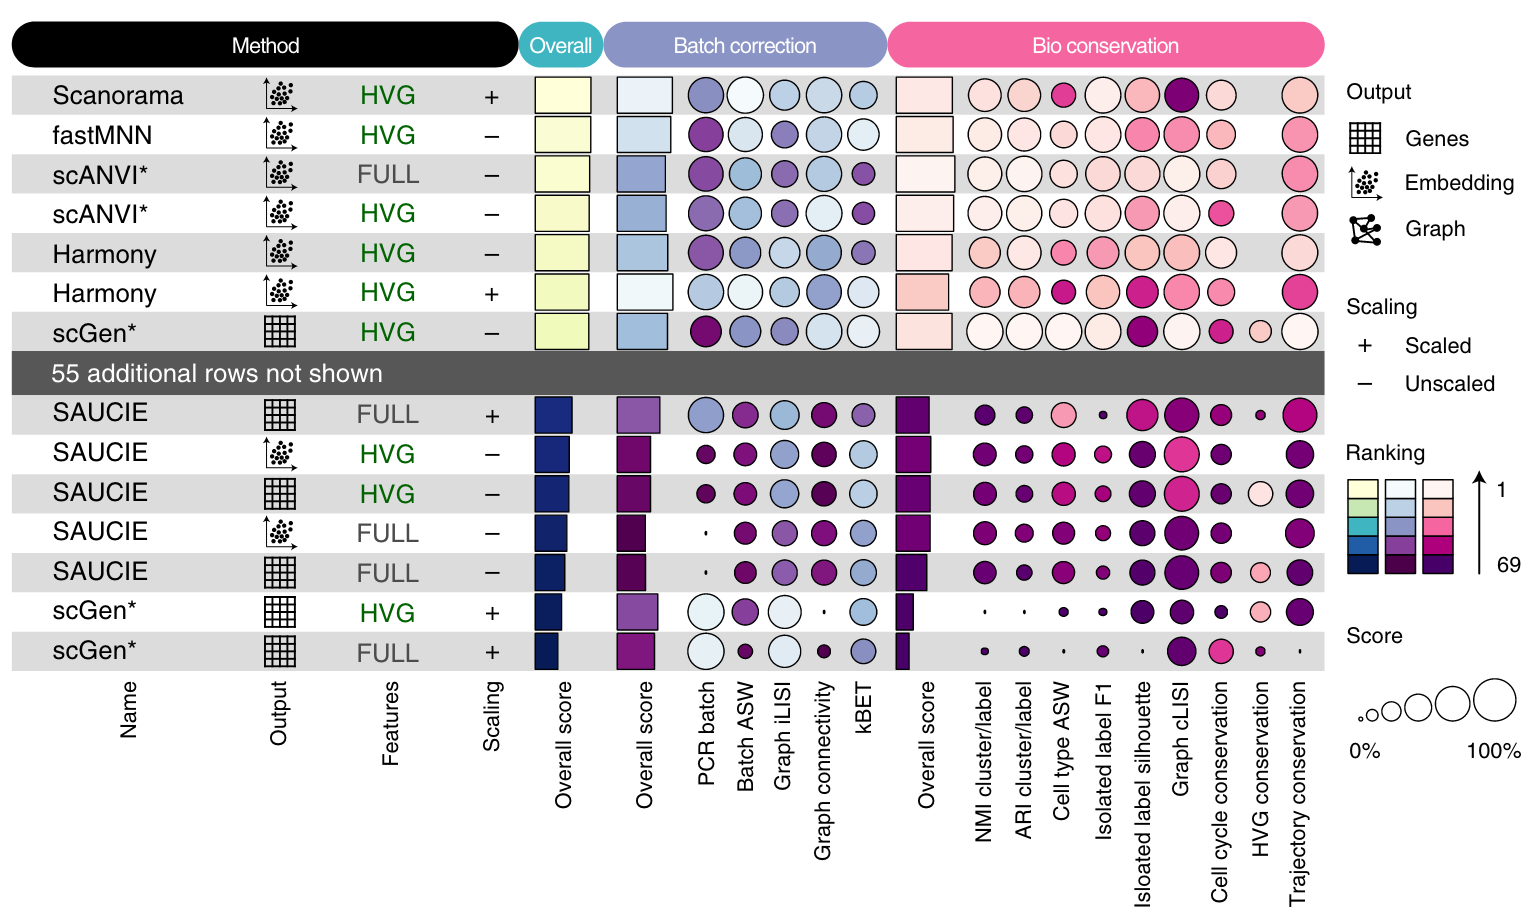 Method Overall Batch correction Bio conservation
Scanorama HVG +
fastMNN HVG –
scANVI* FULL –
scANVI* HVG –
Harmony HVG –
Harmony HVG +
scGen* HVG –
55 additional rows not shown
SAUCIE FULL +
SAUCIE HVG –
SAUCIE HVG –
SAUCIE FULL –
SAUCIE FULL –
scGen* HVG +
scGen* FULL +
Name
Output
Features
Scaling
Overall score
Overall score
PCR batch
Batch ASW
Graph iLISI
Graph connectivity
kBET
Overall score
NMI cluster/label
ARI cluster/label
Cell type ASW
Isolated label F1
Isloated label silhouette
Graph cLISI
Cell cycle conservation
HVG conservation
Trajectory conservation
Output
Genes
Embedding
Graph
Scaling
+ Scaled
– Unscaled
Ranking
1
69
Score
0% 100%